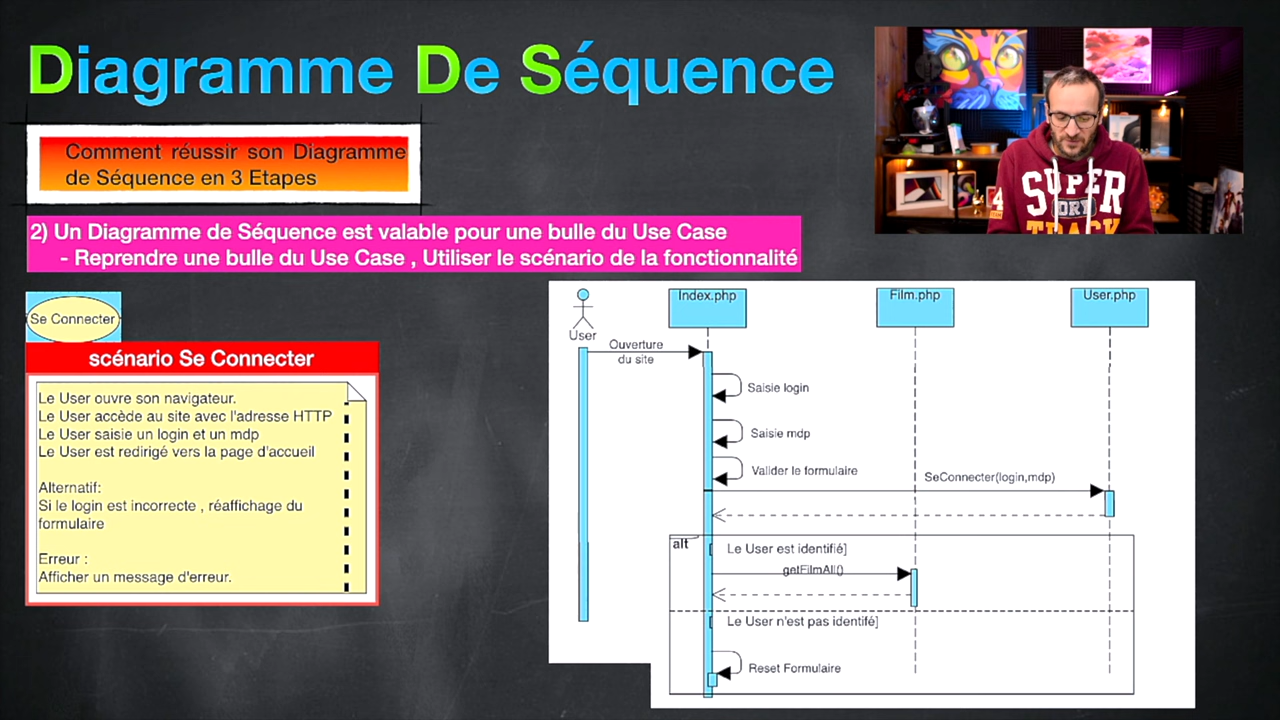 Diagramme De Séquence
Comment réussir son Diagramme
de Séquence en 3 Etapes
2) Un Diagramme de Séquence est valable pour une bulle du Use Case
- Reprendre une bulle du Use Case , Utiliser le scénario de la fonctionnalité
Se Connecter
scénario Se Connecter
Le User ouvre son navigateur.
Le User accède au site avec l'adresse HTTP
Le User saisie un login et un mdp
Le User est redirigé vers la page d'accueil
Alternatif:
Si le login est incorrecte , réaffichage du
formulaire
Erreur :
Afficher un message d'erreur.
User
Index.php
Film.php
User.php
Ouverture
du site
Saisie login
Saisie mdp
Valider le formulaire
SeConnecter(login,mdp)
alt
[ Le User est identifié]
getFilmAll()
[ Le User n'est pas identifé]
Reset Formulaire
SUPER
DRY
TRACK
4